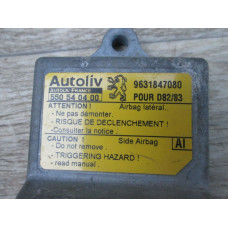 Autoliv
AUTOLIV FRANCE
9631847080
550 54 04 00
POUR D82/83
ATTENTION !
Airbag latéral.
- Ne pas démonter.
- RISQUE DE DECLENCHEMENT !
-Consulter la notice.
CAUTION !
Side Airbag
AI
- Do not remove
- TRIGGERING HAZARD !
- read manual.